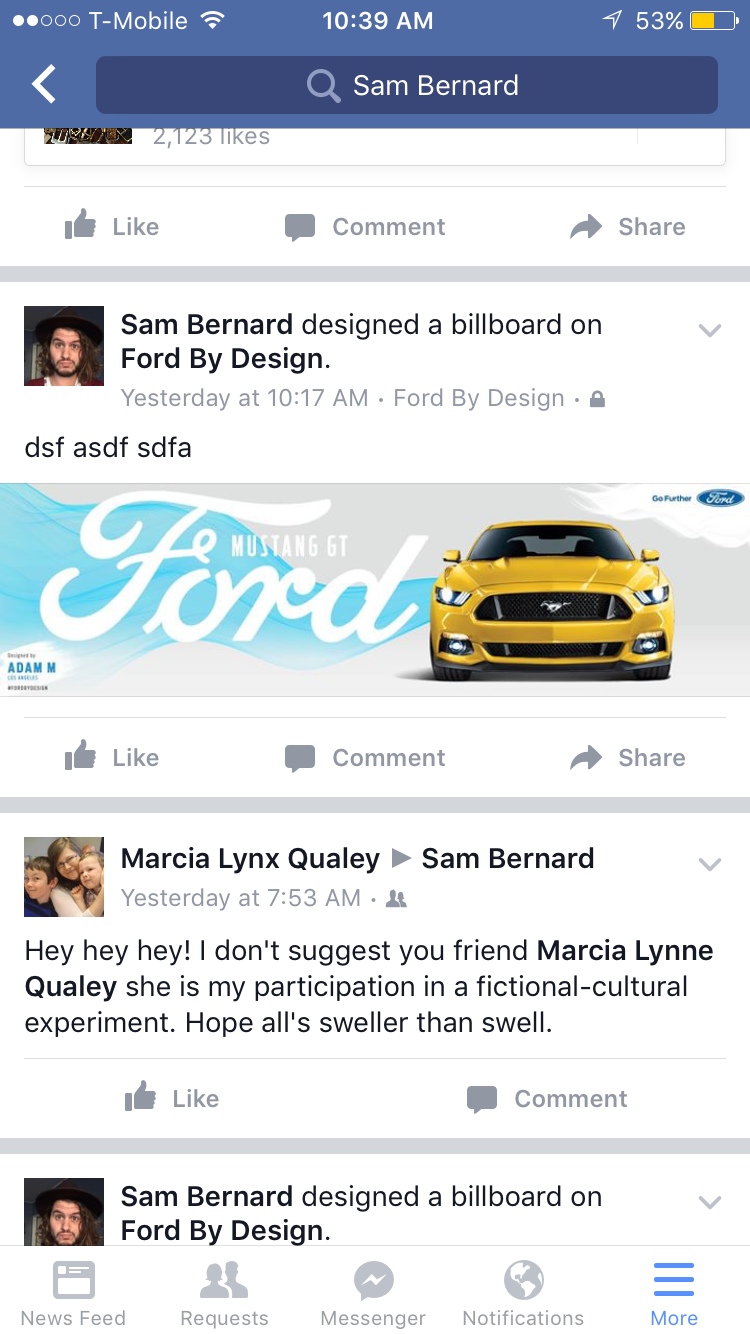 T-Mobile 10:39 AM 53%
Sam Bernard
2,123 likes
Like Comment Share
Sam Bernard designed a billboard on
Ford By Design.
Yesterday at 10:17 AM · Ford By Design ·
dsf asdf sdfa
Go Further Ford
MUSTANG GT
Ford
Designed by
ADAM M
LOS ANGELES
#FORDBYDESIGN
Like Comment Share
Marcia Lynx Qualey ▶ Sam Bernard
Yesterday at 7:53 AM ·
Hey hey hey! I don't suggest you friend Marcia Lynne
Qualey she is my participation in a fictional-cultural
experiment. Hope all's sweller than swell.
Like Comment
Sam Bernard designed a billboard on
Ford By Design.
News Feed Requests Messenger Notifications More